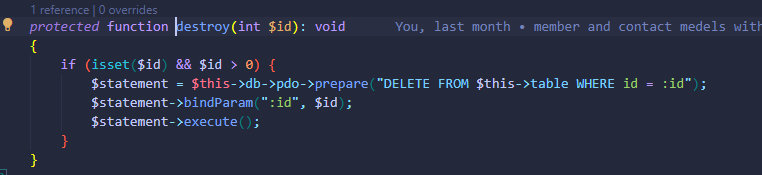 1 reference | 0 overrides
protected function destroy(int $id): void You, last month • member and contact medels with
{
if (isset($id) && $id > 0) {
$statement = $this->db->pdo->prepare("DELETE FROM $this->table WHERE id = :id");
$statement->bindParam(":id", $id);
$statement->execute();
}
}